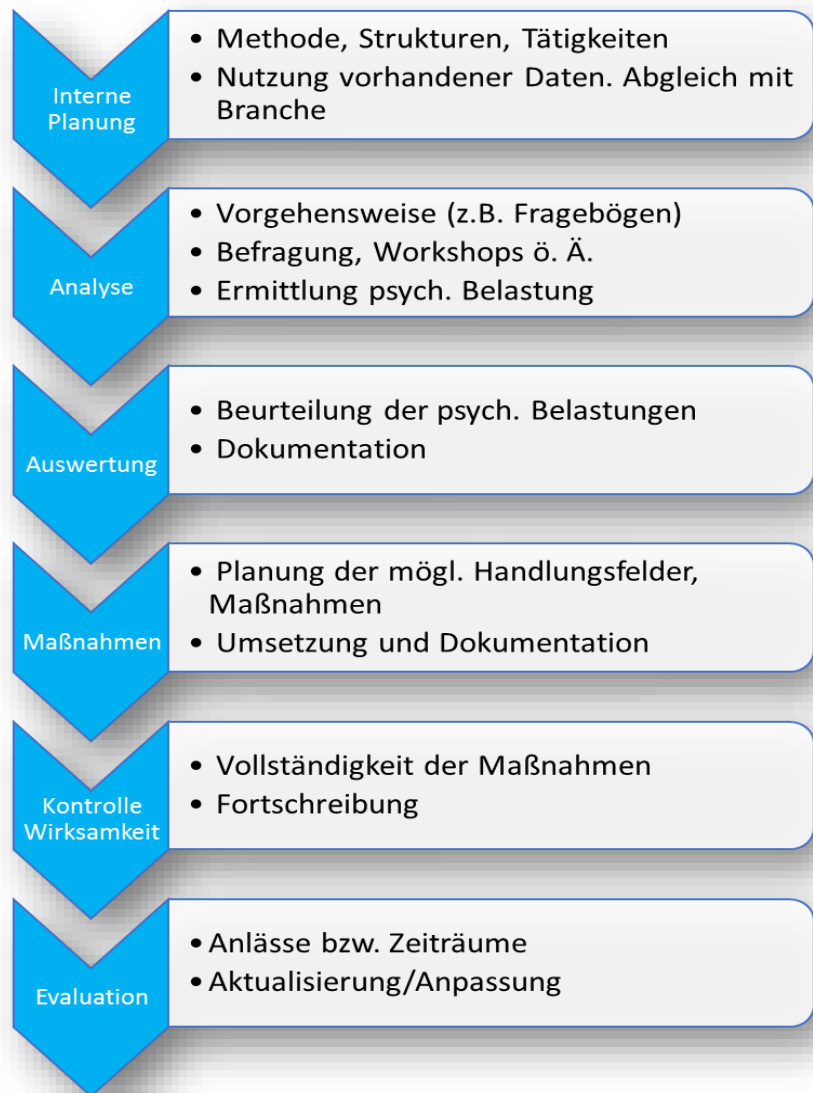 Interne
Planung
• Methode, Strukturen, Tätigkeiten
• Nutzung vorhandener Daten. Abgleich mit
Branche
Analyse
• Vorgehensweise (z.B. Fragebögen)
• Befragung, Workshops ö. Ä.
• Ermittlung psych. Belastung
Auswertung
• Beurteilung der psych. Belastungen
• Dokumentation
Maßnahmen
• Planung der mögl. Handlungsfelder,
Maßnahmen
• Umsetzung und Dokumentation
Kontrolle
Wirksamkeit
• Vollständigkeit der Maßnahmen
• Fortschreibung
Evaluation
• Anlässe bzw. Zeiträume
• Aktualisierung/Anpassung